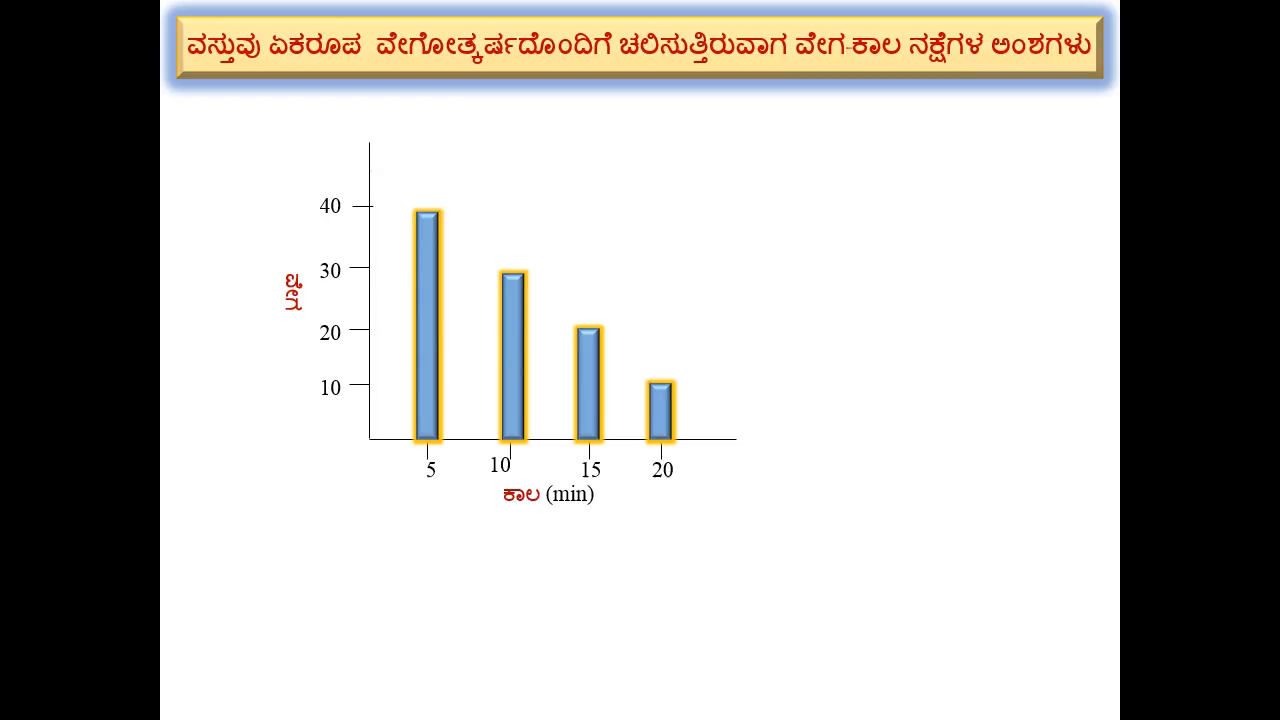 ವಸ್ತುವು ಏಕರೂಪ ವೇಗೋತ್ಕರ್ಷದೊಂದಿಗೆ ಚಲಿಸುತ್ತಿರುವಾಗ ವೇಗ-ಕಾಲ ನಕ್ಷೆಗಳ ಅಂಶಗಳು
40
30
ವೇಗ
20
10
5 10 15 20
ಕಾಲ (min)